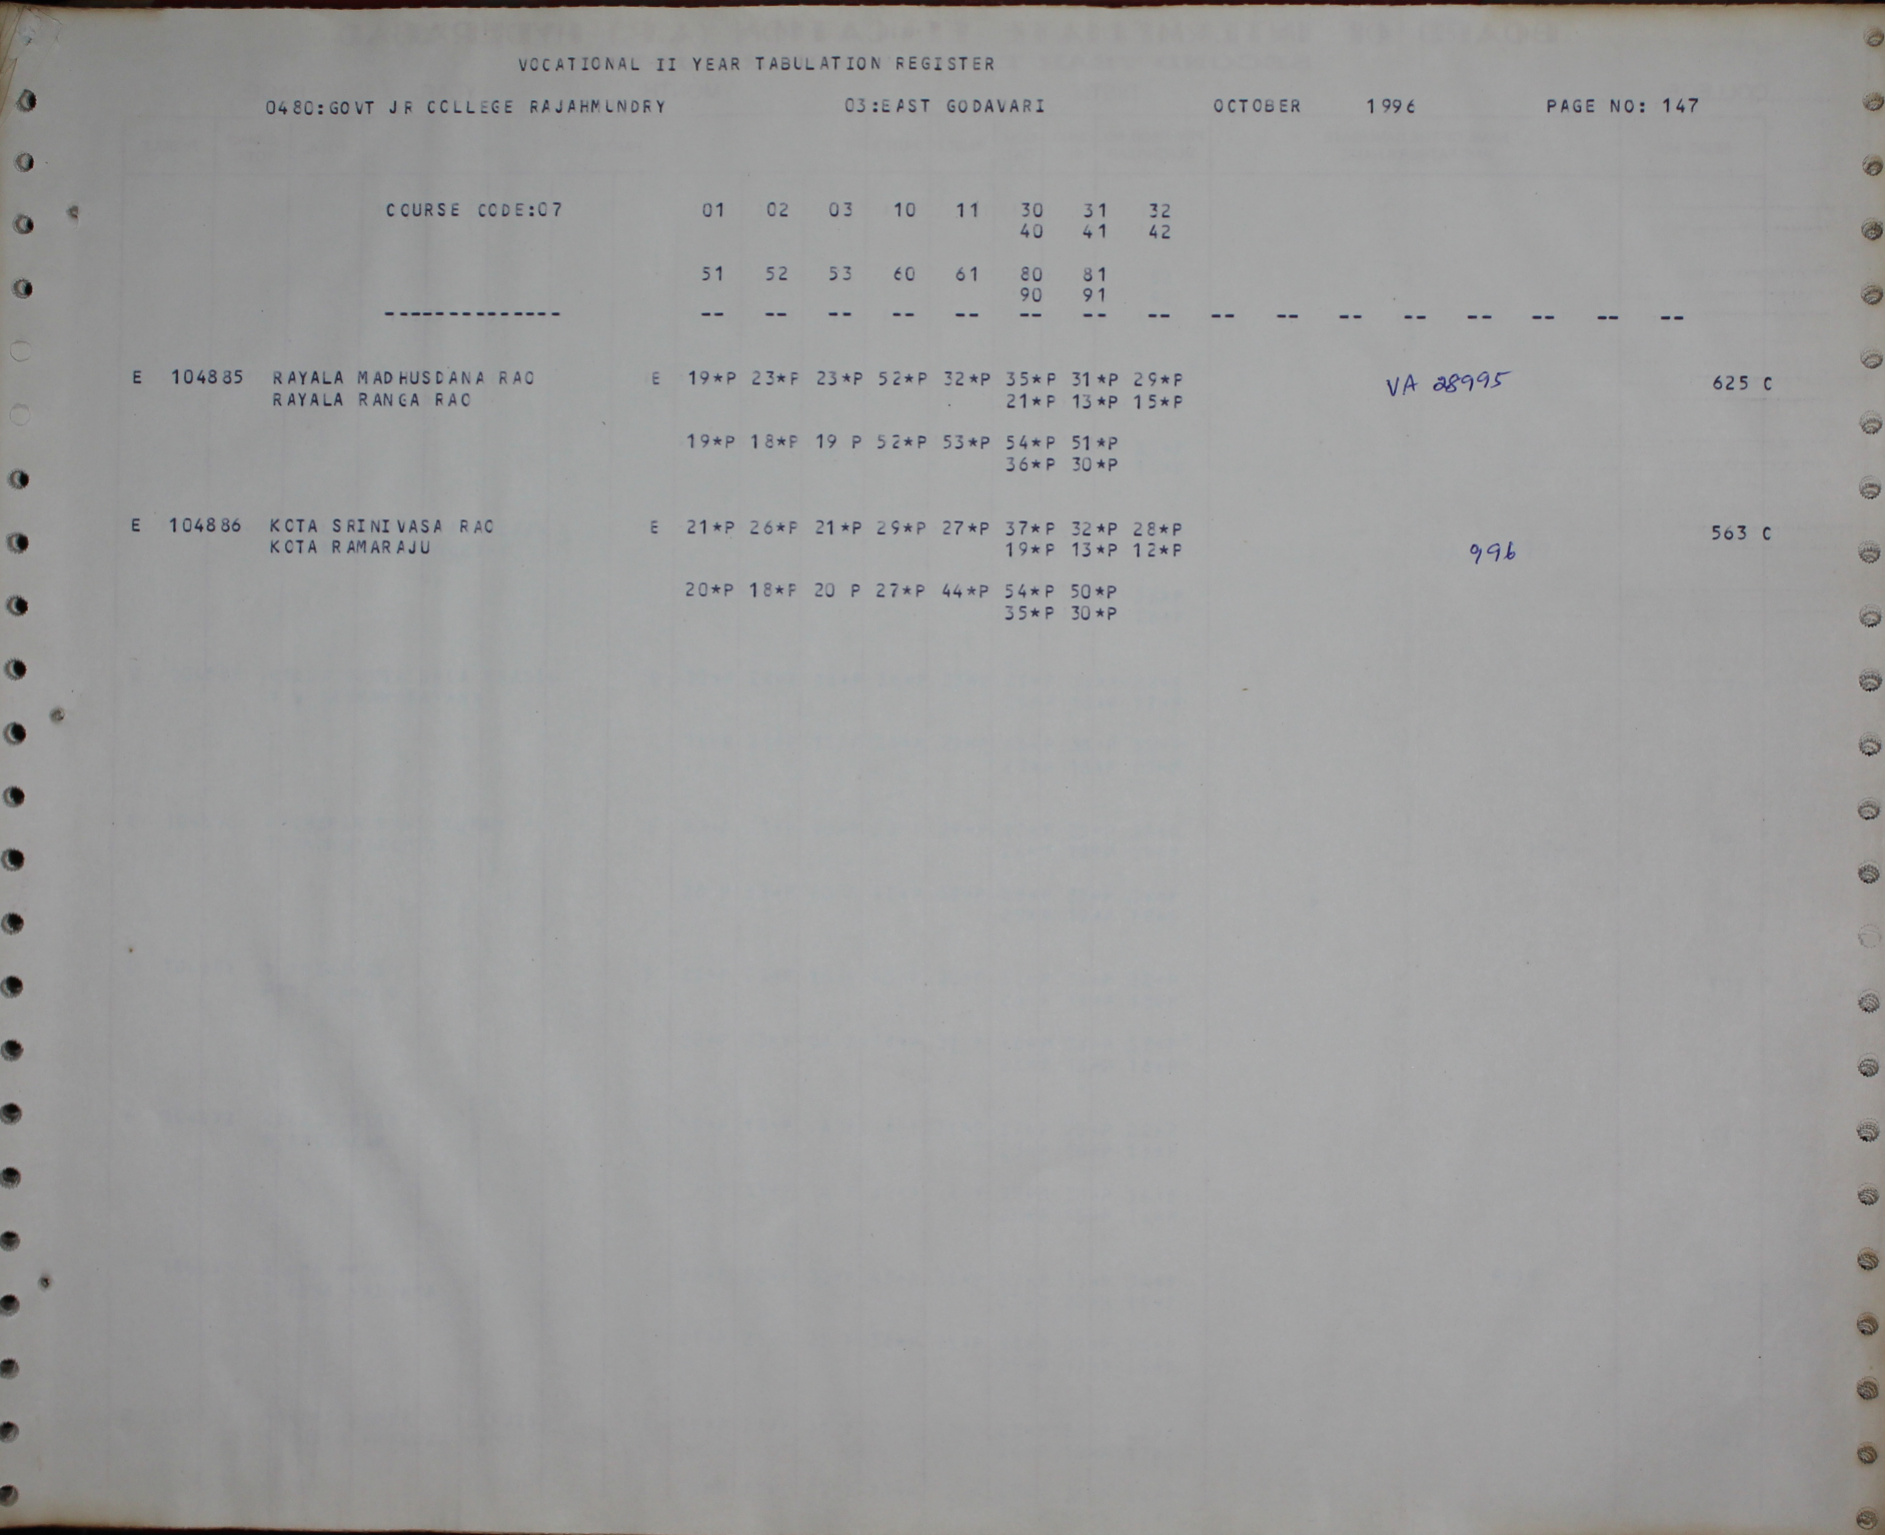 VOCATIONAL II YEAR TABULATION REGISTER
0480:GOVT JR COLLEGE RAJAHMUNDRY 03:EAST GODAVARI OCTOBER 1996 PAGE NO: 147
COURSE CODE:07 01 02 03 10 11 30 31 32
40 41 42
51 52 53 60 61 80 81
90 91
-------------- -- -- -- -- -- -- -- -- -- -- -- -- -- -- -- --
E 104885 RAYALA MADHUSDANA RAO E 19*P 23*P 23*P 52*P 32*P 35*P 31*P 29*P VA 28995 625 C
RAYALA RANGA RAO 21*P 13*P 15*P
19*P 18*P 19 P 52*P 53*P 54*P 51*P
36*P 30*P
E 104886 KOTA SRINIVASA RAO E 21*P 26*P 21*P 29*P 27*P 37*P 32*P 28*P 563 C
KOTA RAMARAJU 19*P 13*P 12*P 996
20*P 18*P 20 P 27*P 44*P 54*P 50*P
35*P 30*P